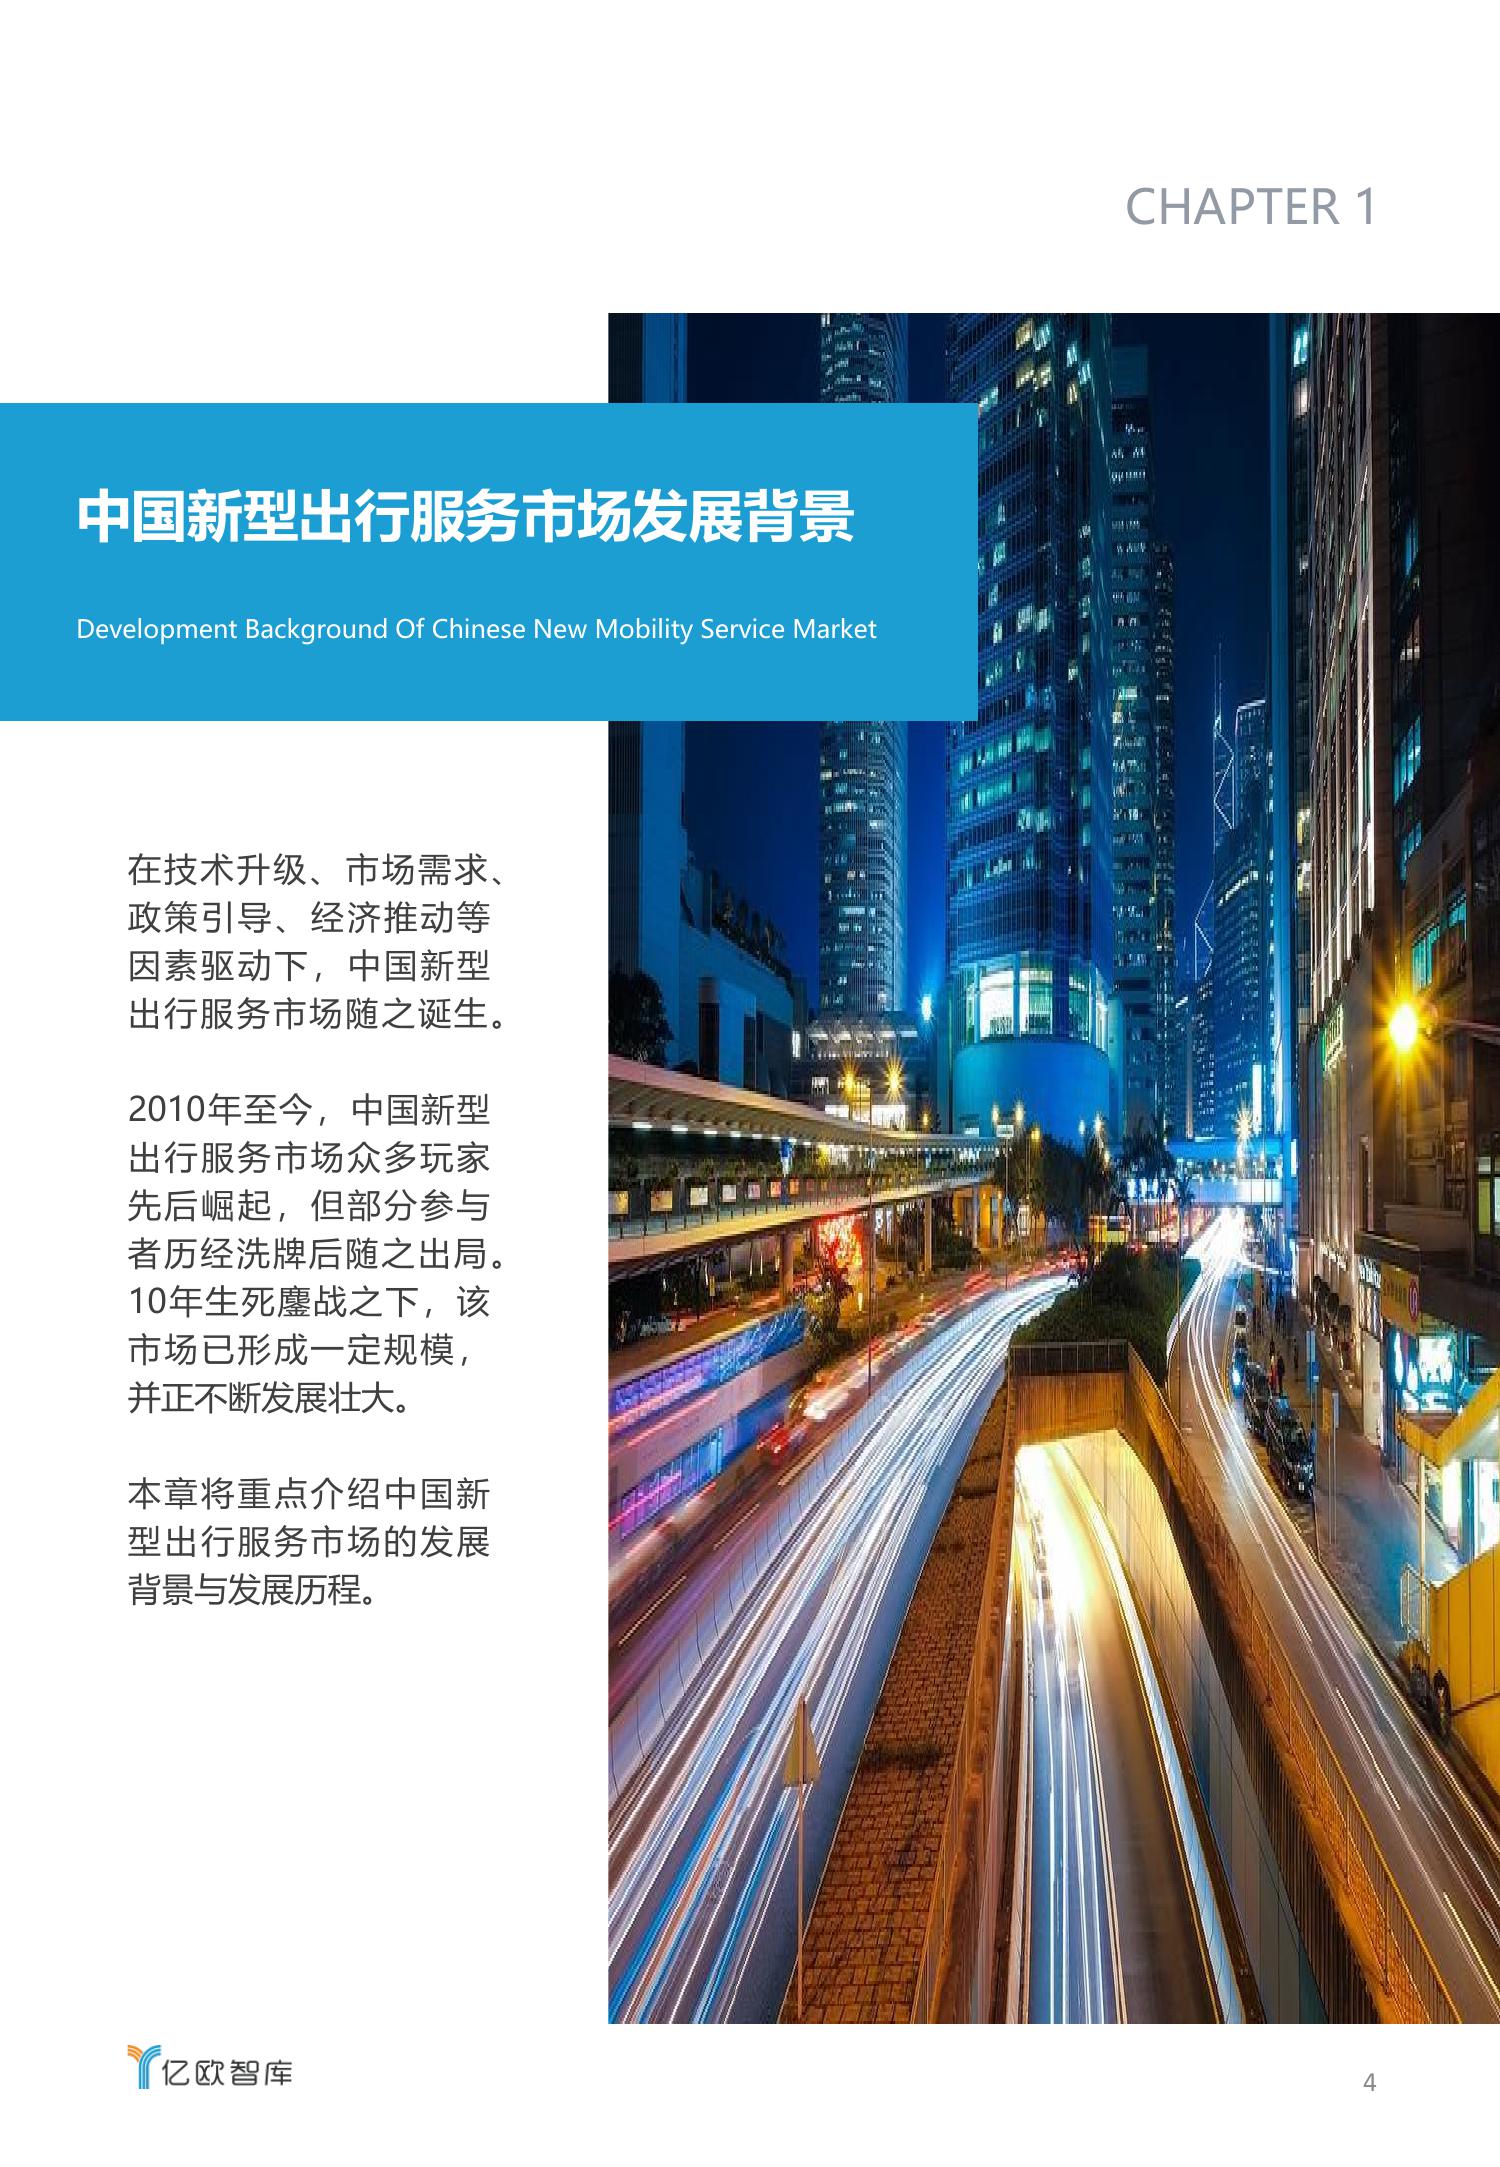 CHAPTER 1
中国新型出行服务市场发展背景
Development Background Of Chinese New Mobility Service Market
在技术升级、市场需求、
政策引导、经济推动等
因素驱动下，中国新型
出行服务市场随之诞生。
2010年至今，中国新型
出行服务市场众多玩家
先后崛起，但部分参与
者历经洗牌后随之出局。
10年生死鏖战之下，该
市场已形成一定规模，
并正不断发展壮大。
本章将重点介绍中国新
型出行服务市场的发展
背景与发展历程。
亿欧智库
4